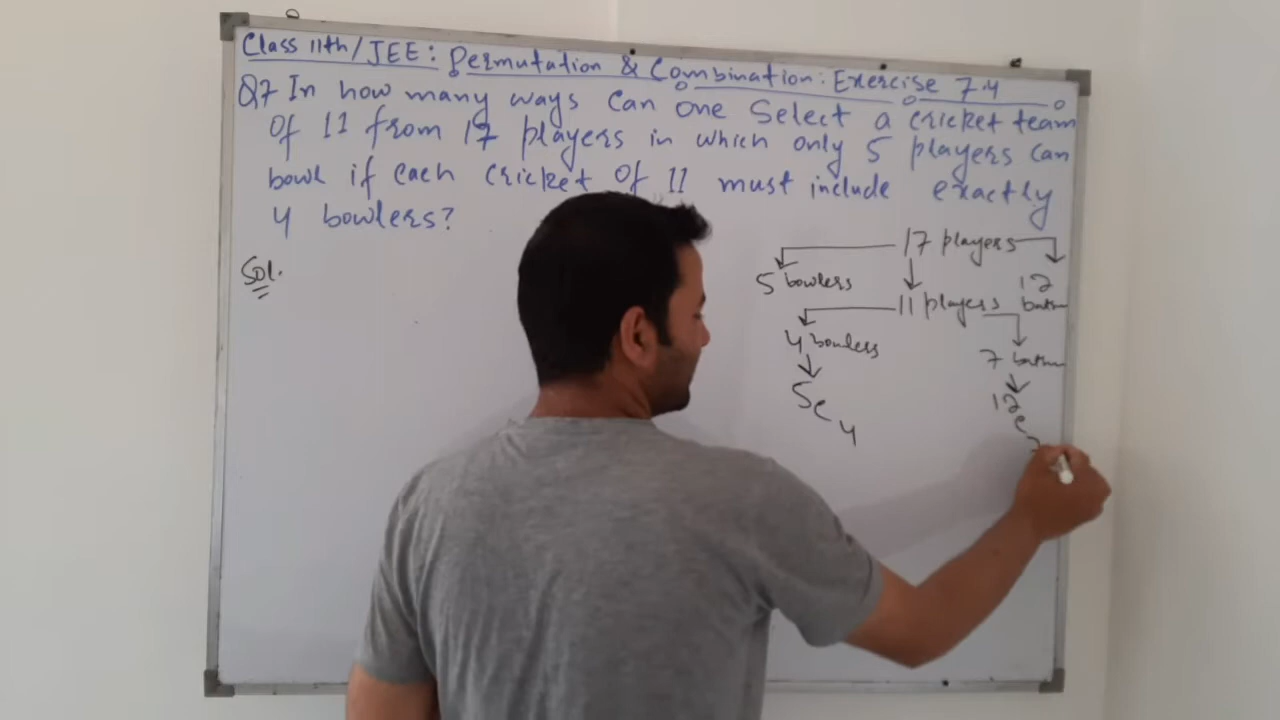 Class 11th/JEE: Permutation & Combination: Exercise 7.4
Q7 In how many ways can one Select a cricket team
Of 11 from 17 players in which only 5 players can
bowl if each cricket of 11 must include exactly
4 bowlers?
Sol.
17 players
5 bowlers 12
11 players
4 bowlers 7
5c4 12c7